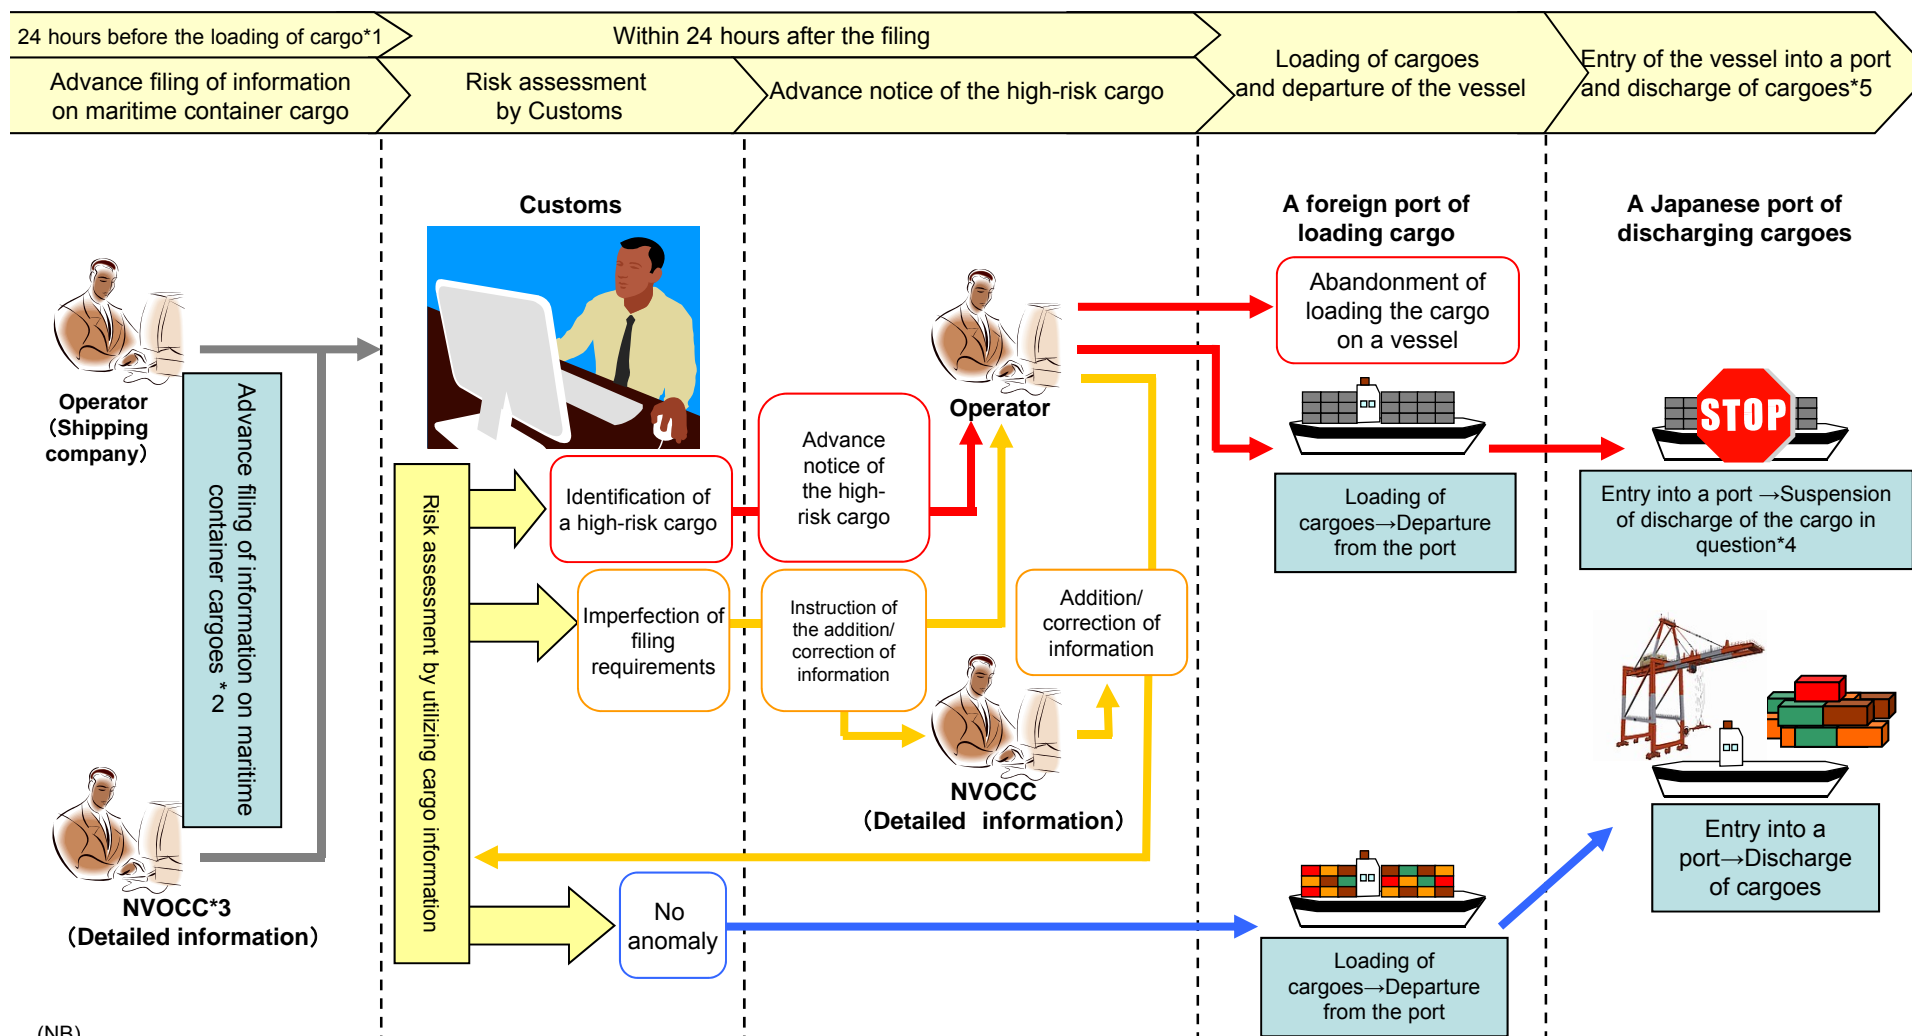 24 hours before the loading of cargo*1
Within 24 hours after the filing
Advance filing of information
on maritime container cargo
Risk assessment
by Customs
Advance notice of the high-risk cargo
Loading of cargoes
and departure of the vessel
Entry of the vessel into a port
and discharge of cargoes*5
Customs
A foreign port of
loading cargo
A Japanese port of
discharging cargoes
Operator
（Shipping
company）
Advance filing of information on maritime
container cargoes *2
NVOCC*3
（Detailed information）
Risk assessment by utilizing cargo information
Identification of
a high-risk cargo
Imperfection of
filing
requirements
No
anomaly
Advance
notice of
the high-
risk cargo
Instruction of
the addition/
correction of
information
Operator
NVOCC
（Detailed information）
Addition/
correction of
information
Abandonment of
loading the cargo
on a vessel
Loading of
cargoes→Departure
from the port
STOP
Entry into a port →Suspension
of discharge of the cargo in
question*4
Entry into a
port→Discharge
of cargoes
Loading of
cargoes→Departure
from the port
(NB)